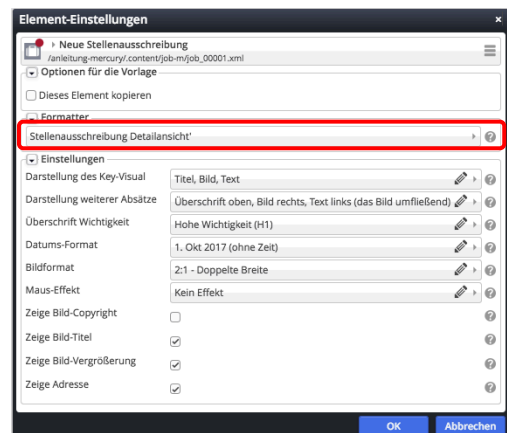 Element-Einstellungen ×
Neue Stellenausschreibung
/anleitung-mercury/.content/job-m/job_00001.xml
Optionen für die Vorlage
Dieses Element kopieren
Formatter
Stellenausschreibung Detailansicht'
Einstellungen
Darstellung des Key-Visual Titel, Bild, Text
Darstellung weiterer Absätze Überschrift oben, Bild rechts, Text links (das Bild umfließend)
Überschrift Wichtigkeit Hohe Wichtigkeit (H1)
Datums-Format 1. Okt 2017 (ohne Zeit)
Bildformat 2:1 - Doppelte Breite
Maus-Effekt Kein Effekt
Zeige Bild-Copyright
Zeige Bild-Titel
Zeige Bild-Vergrößerung
Zeige Adresse
OK Abbrechen